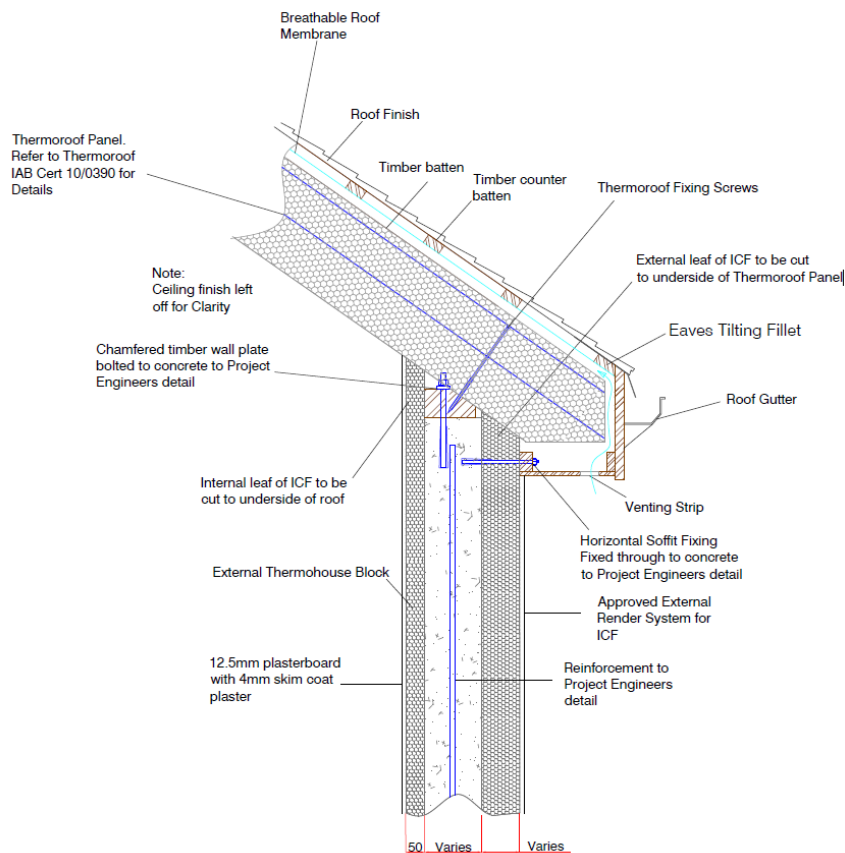 Breathable Roof
Membrane
Roof Finish
Thermoroof Panel.
Refer to Thermoroof
IAB Cert 10/0390 for
Details
Timber batten
Timber counter
batten
Thermoroof Fixing Screws
External leaf of ICF to be cut
to underside of Thermoroof Panel
Note:
Ceiling finish left
off for Clarity
Eaves Tilting Fillet
Chamfered timber wall plate
bolted to concrete to Project
Engineers detail
Roof Gutter
Internal leaf of ICF to be
cut to underside of roof
Venting Strip
Horizontal Soffit Fixing
Fixed through to concrete
to Project Engineers detail
External Thermohouse Block
Approved External
Render System for
ICF
12.5mm plasterboard
with 4mm skim coat
plaster
Reinforcement to
Project Engineers
detail
50 Varies Varies